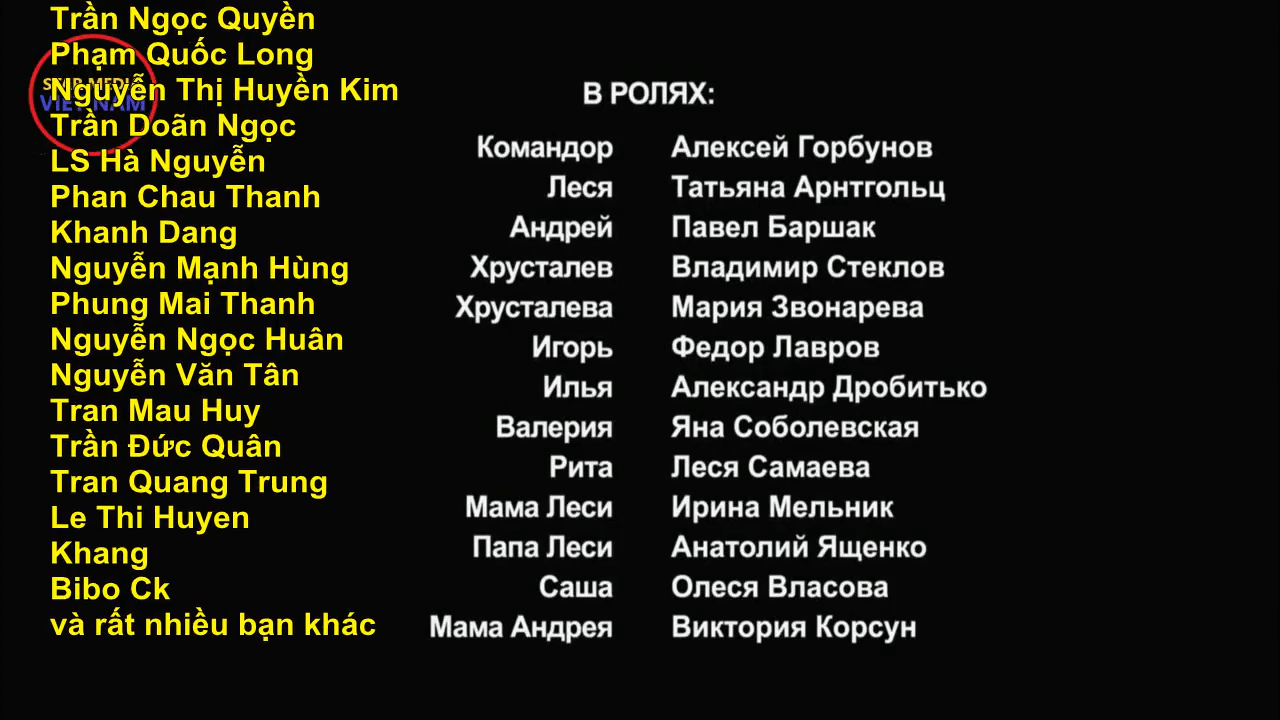 Trần Ngọc Quyền
Phạm Quốc Long
Nguyễn Thị Huyền Kim
Trần Doãn Ngọc
LS Hà Nguyễn
Phan Chau Thanh
Khanh Dang
Nguyễn Mạnh Hùng
Phung Mai Thanh
Nguyễn Ngọc Huân
Nguyễn Văn Tân
Tran Mau Huy
Trần Đức Quân
Tran Quang Trung
Le Thi Huyen
Khang
Bibo Ck
và rất nhiều bạn khác
VIET NAM
В РОЛЯХ:
Командор Алексей Горбунов
Леся Татьяна Арнтгольц
Андрей Павел Баршак
Хрусталев Владимир Стеклов
Хрусталева Мария Звонарева
Игорь Федор Лавров
Илья Александр Дробитько
Валерия Яна Соболевская
Рита Леся Самаева
Мама Леси Ирина Мельник
Папа Леси Анатолий Ященко
Саша Олеся Власова
Мама Андрея Виктория Корсун